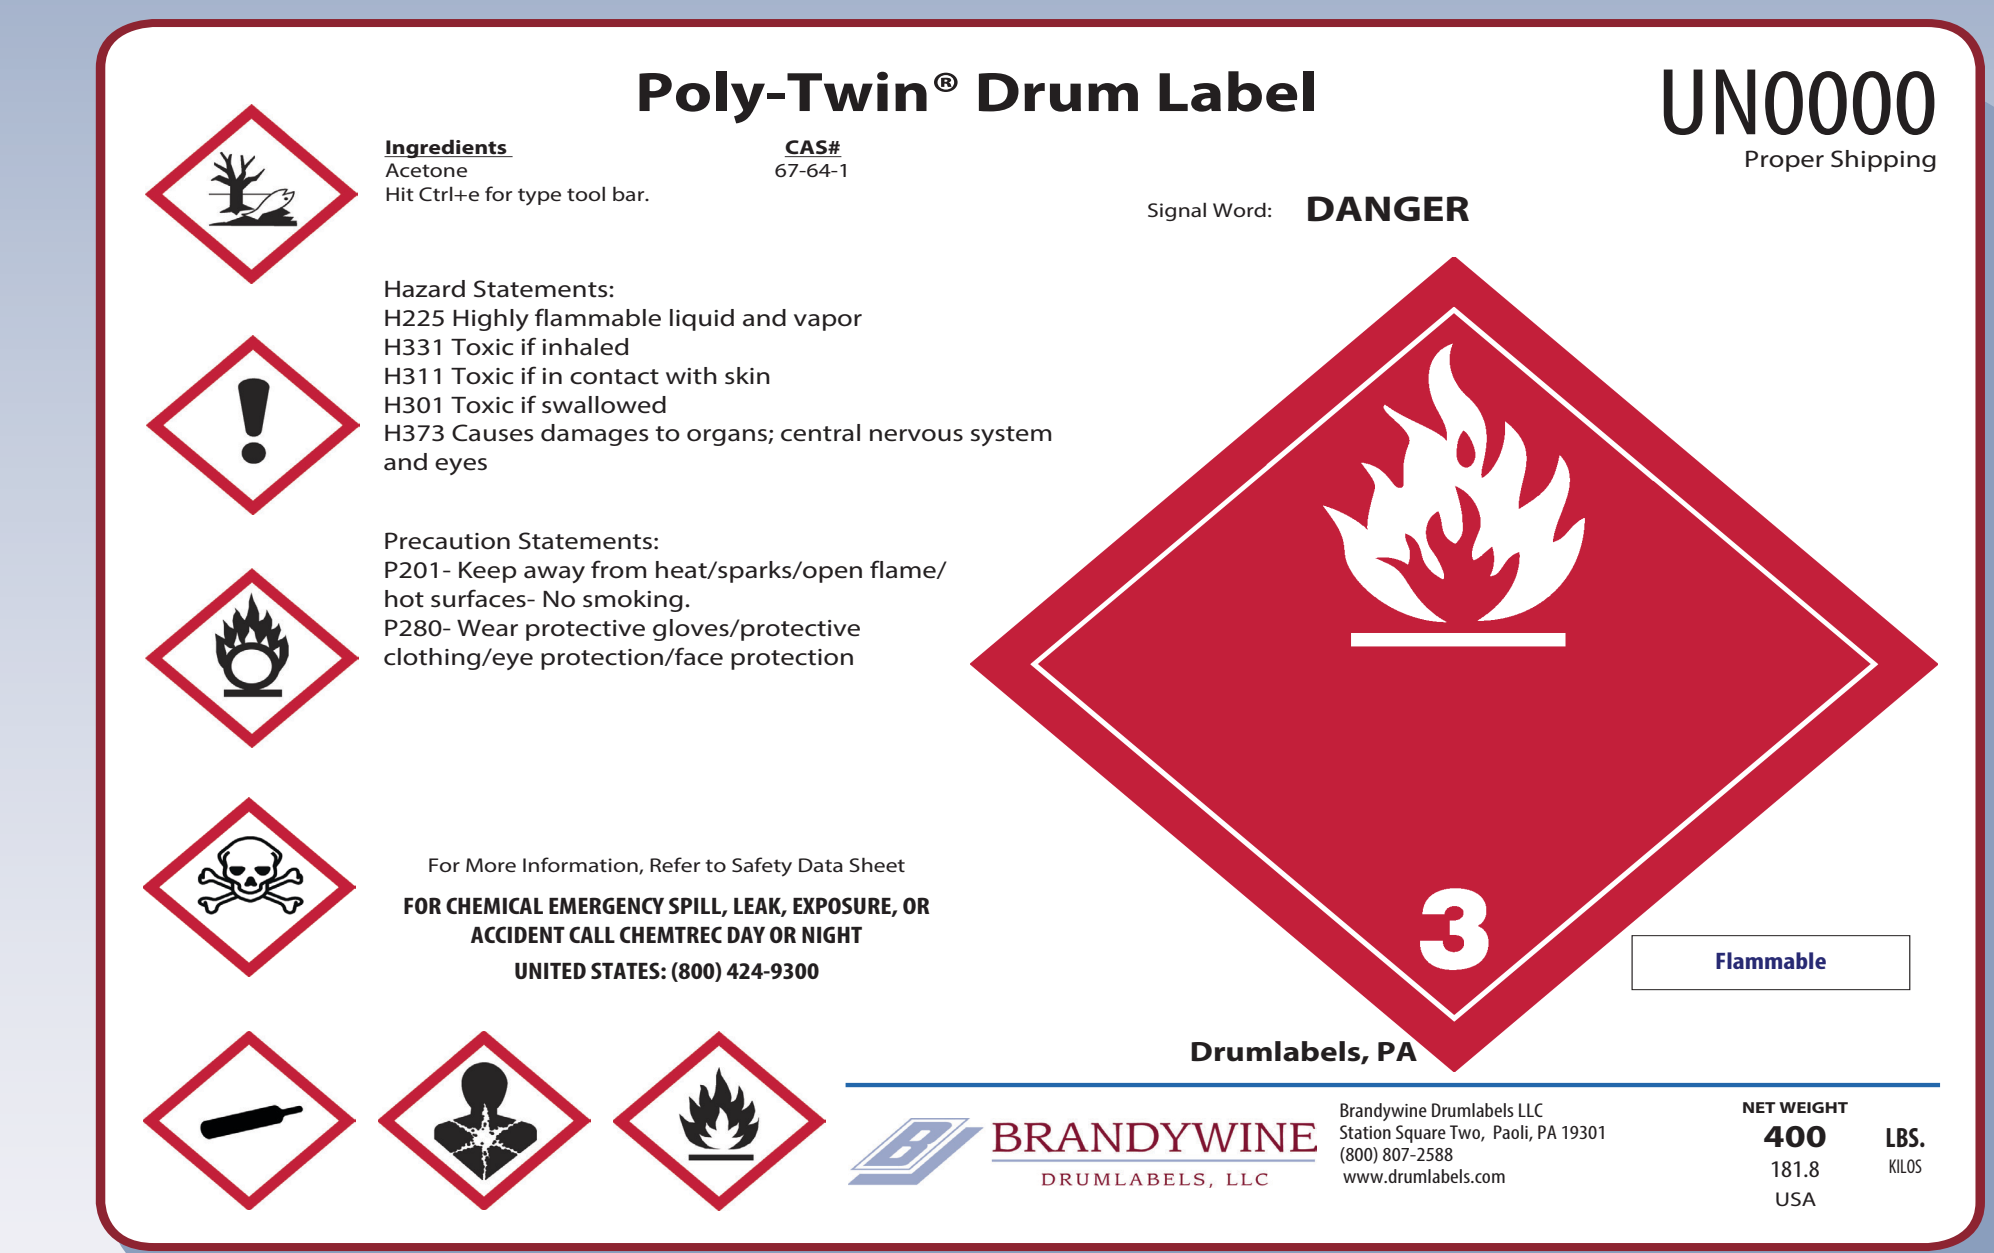 Poly-Twin® Drum Label
UN0000
Proper Shipping
Ingredients CAS#
Acetone 67-64-1
Hit Ctrl+e for type tool bar.
Signal Word: DANGER
Hazard Statements:
H225 Highly flammable liquid and vapor
H331 Toxic if inhaled
H311 Toxic if in contact with skin
H301 Toxic if swallowed
H373 Causes damages to organs; central nervous system
and eyes
Precaution Statements:
P201- Keep away from heat/sparks/open flame/
hot surfaces- No smoking.
P280- Wear protective gloves/protective
clothing/eye protection/face protection
For More Information, Refer to Safety Data Sheet
FOR CHEMICAL EMERGENCY SPILL, LEAK, EXPOSURE, OR
ACCIDENT CALL CHEMTREC DAY OR NIGHT
UNITED STATES: (800) 424-9300
3
Flammable
Drumlabels, PA
B
BRANDYWINE
DRUMLABELS, LLC
Brandywine Drumlabels LLC
Station Square Two, Paoli, PA 19301
(800) 807-2588
www.drumlabels.com
NET WEIGHT
400 LBS.
181.8 KILOS
USA